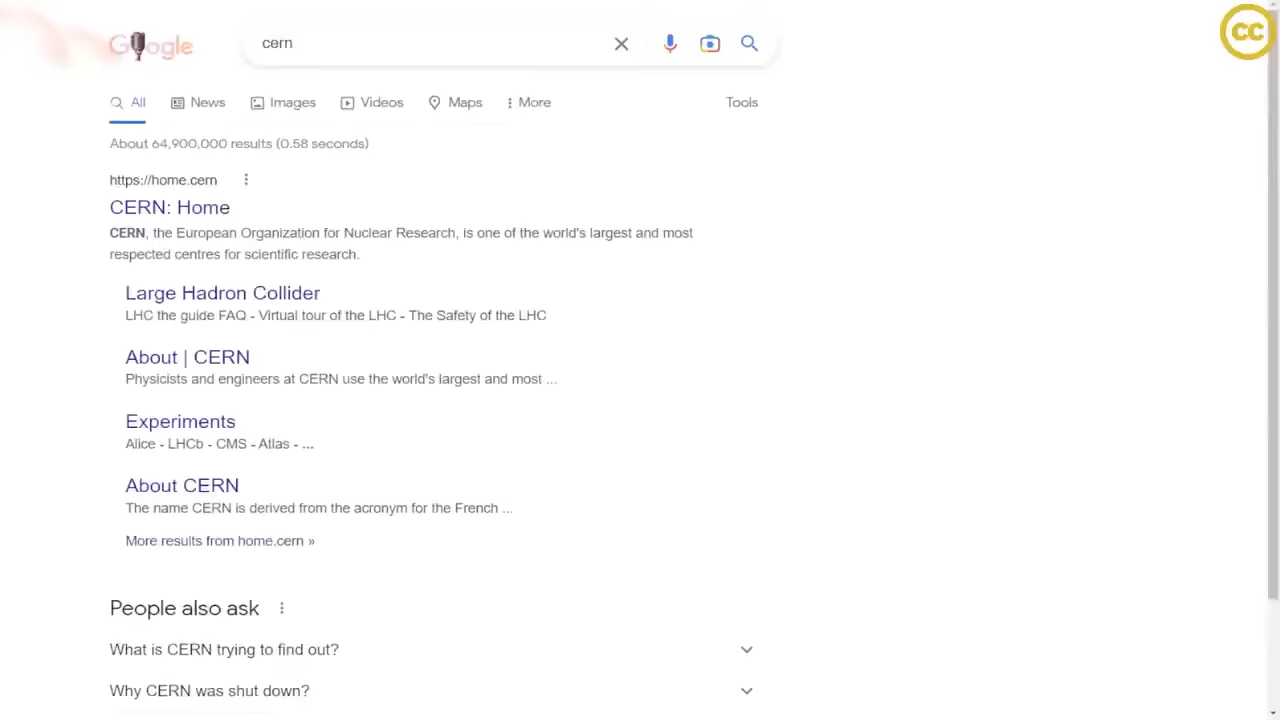 Google
cern
CC
All News Images Videos Maps More Tools
About 64,900,000 results (0.58 seconds)
https://home.cern
CERN: Home
CERN, the European Organization for Nuclear Research, is one of the world's largest and most
respected centres for scientific research.
Large Hadron Collider
LHC the guide FAQ - Virtual tour of the LHC - The Safety of the LHC
About | CERN
Physicists and engineers at CERN use the world's largest and most ...
Experiments
Alice - LHCb - CMS - Atlas - ...
About CERN
The name CERN is derived from the acronym for the French ...
More results from home.cern »
People also ask
What is CERN trying to find out?
Why CERN was shut down?